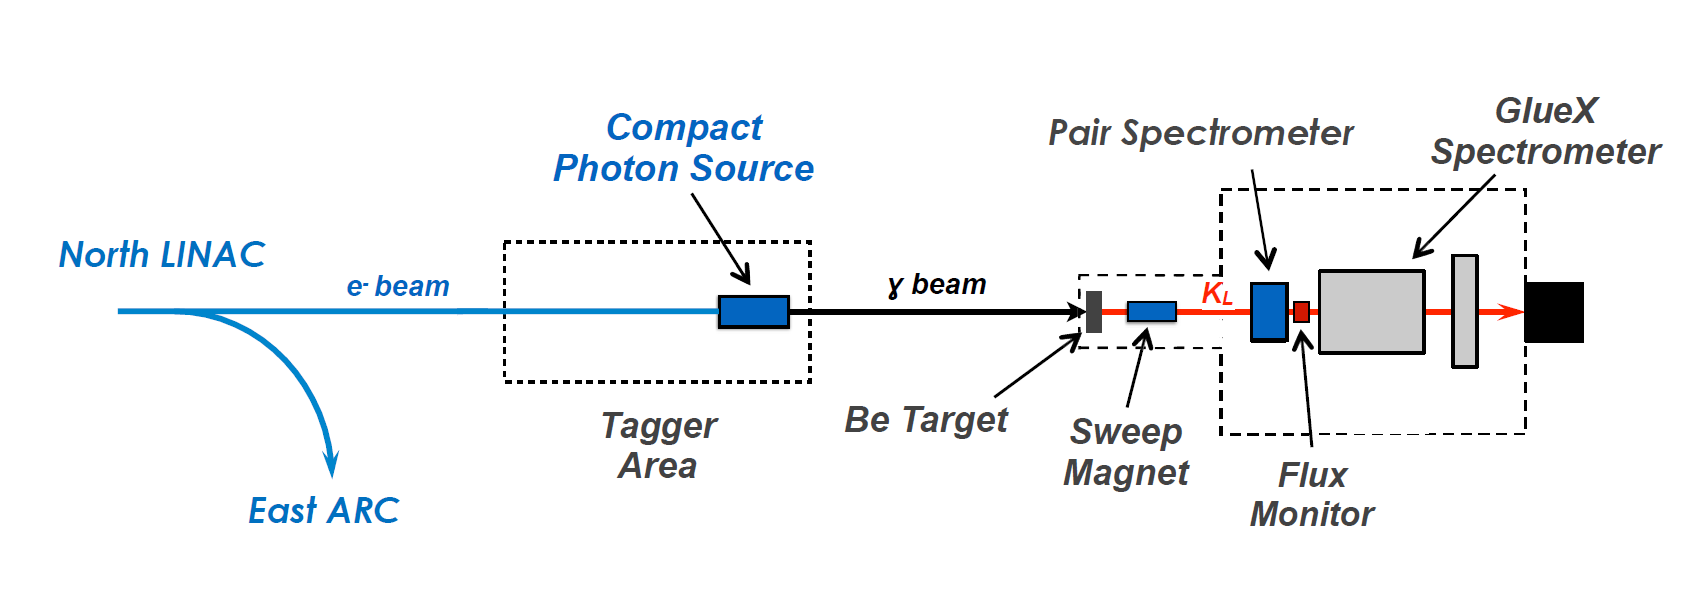 Compact
Photon Source
Pair Spectrometer
GlueX
Spectrometer
North LINAC
e- beam
ɣ beam
KL
Tagger
Area
Be Target
Sweep
Magnet
East ARC
Flux
Monitor